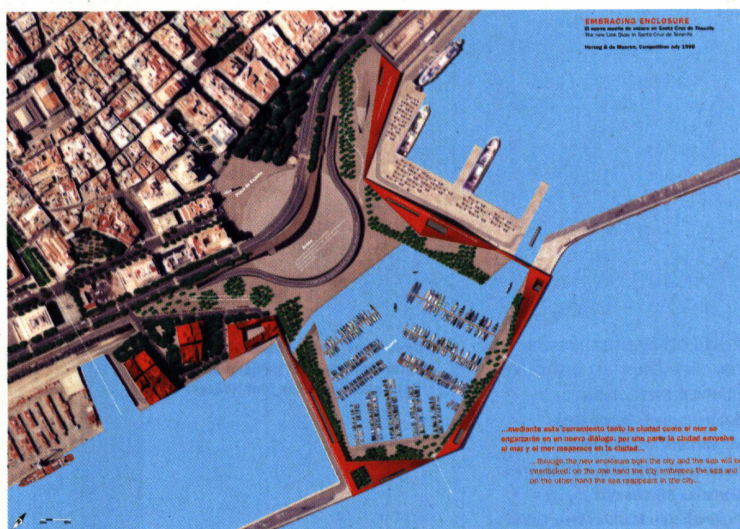 EMBRACING ENCLOSURE
El nuevo muelle de enlace en Santa Cruz de Tenerife
The new Link Quay in Santa Cruz de Tenerife
Herzog & de Meuron, Competition July 1998
Plaza de España
...mediante este cerramiento tanto la ciudad como el mar se
engarzarán en un nuevo diálogo: por una parte la ciudad envuelve
el mar y el mar reaparece en la ciudad...
... through the new enclosure both the city and the sea will be
interlocked: on the one hand the city embraces the sea and
on the other hand the sea reappears in the city...